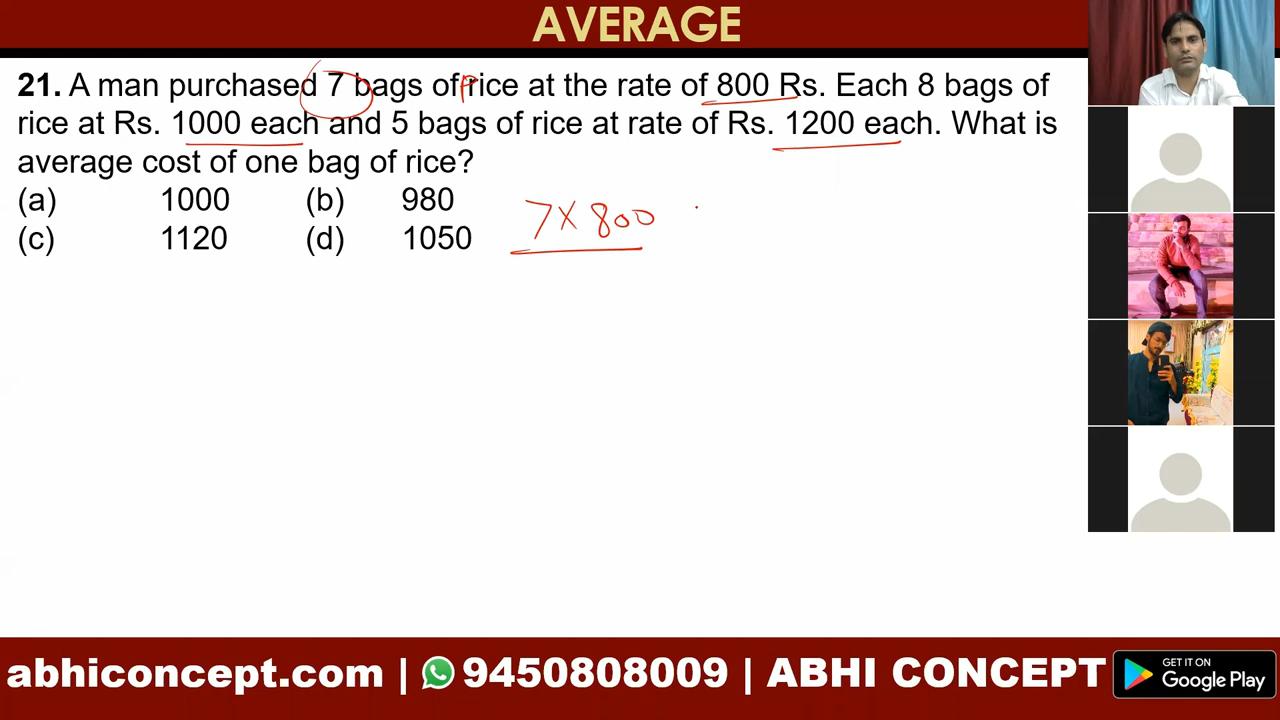 AVERAGE
21. A man purchased 7 bags of rice at the rate of 800 Rs. Each 8 bags of
rice at Rs. 1000 each and 5 bags of rice at rate of Rs. 1200 each. What is
average cost of one bag of rice?
(a) 1000 (b) 980
(c) 1120 (d) 1050
7 x 800
abhiconcept.com | 9450808009 | ABHI CONCEPT
GET IT ON
Google Play